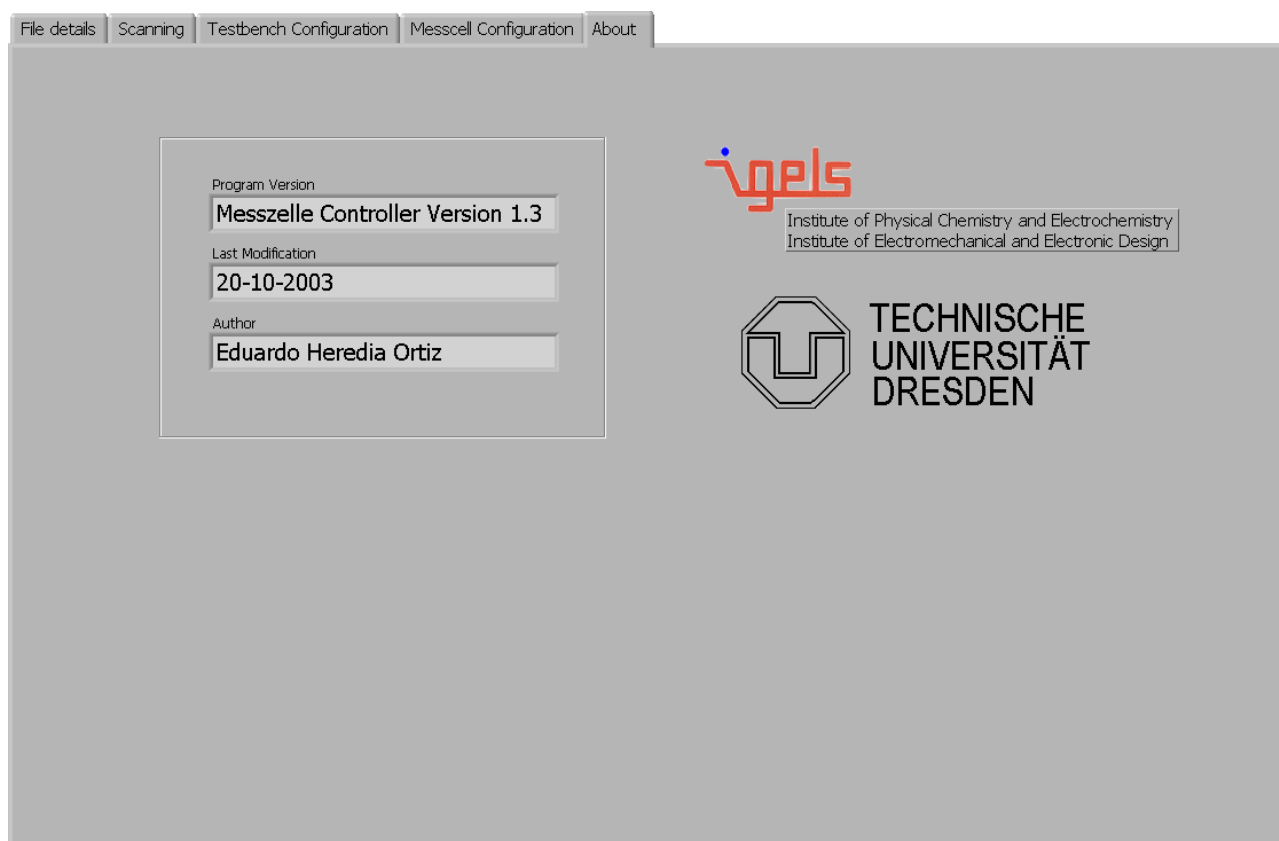 File details Scanning Testbench Configuration Messcell Configuration About
Program Version
Messzelle Controller Version 1.3
Last Modification
20-10-2003
Author
Eduardo Heredia Ortiz
igels
Institute of Physical Chemistry and Electrochemistry
Institute of Electromechanical and Electronic Design
TECHNISCHE
UNIVERSITÄT
DRESDEN